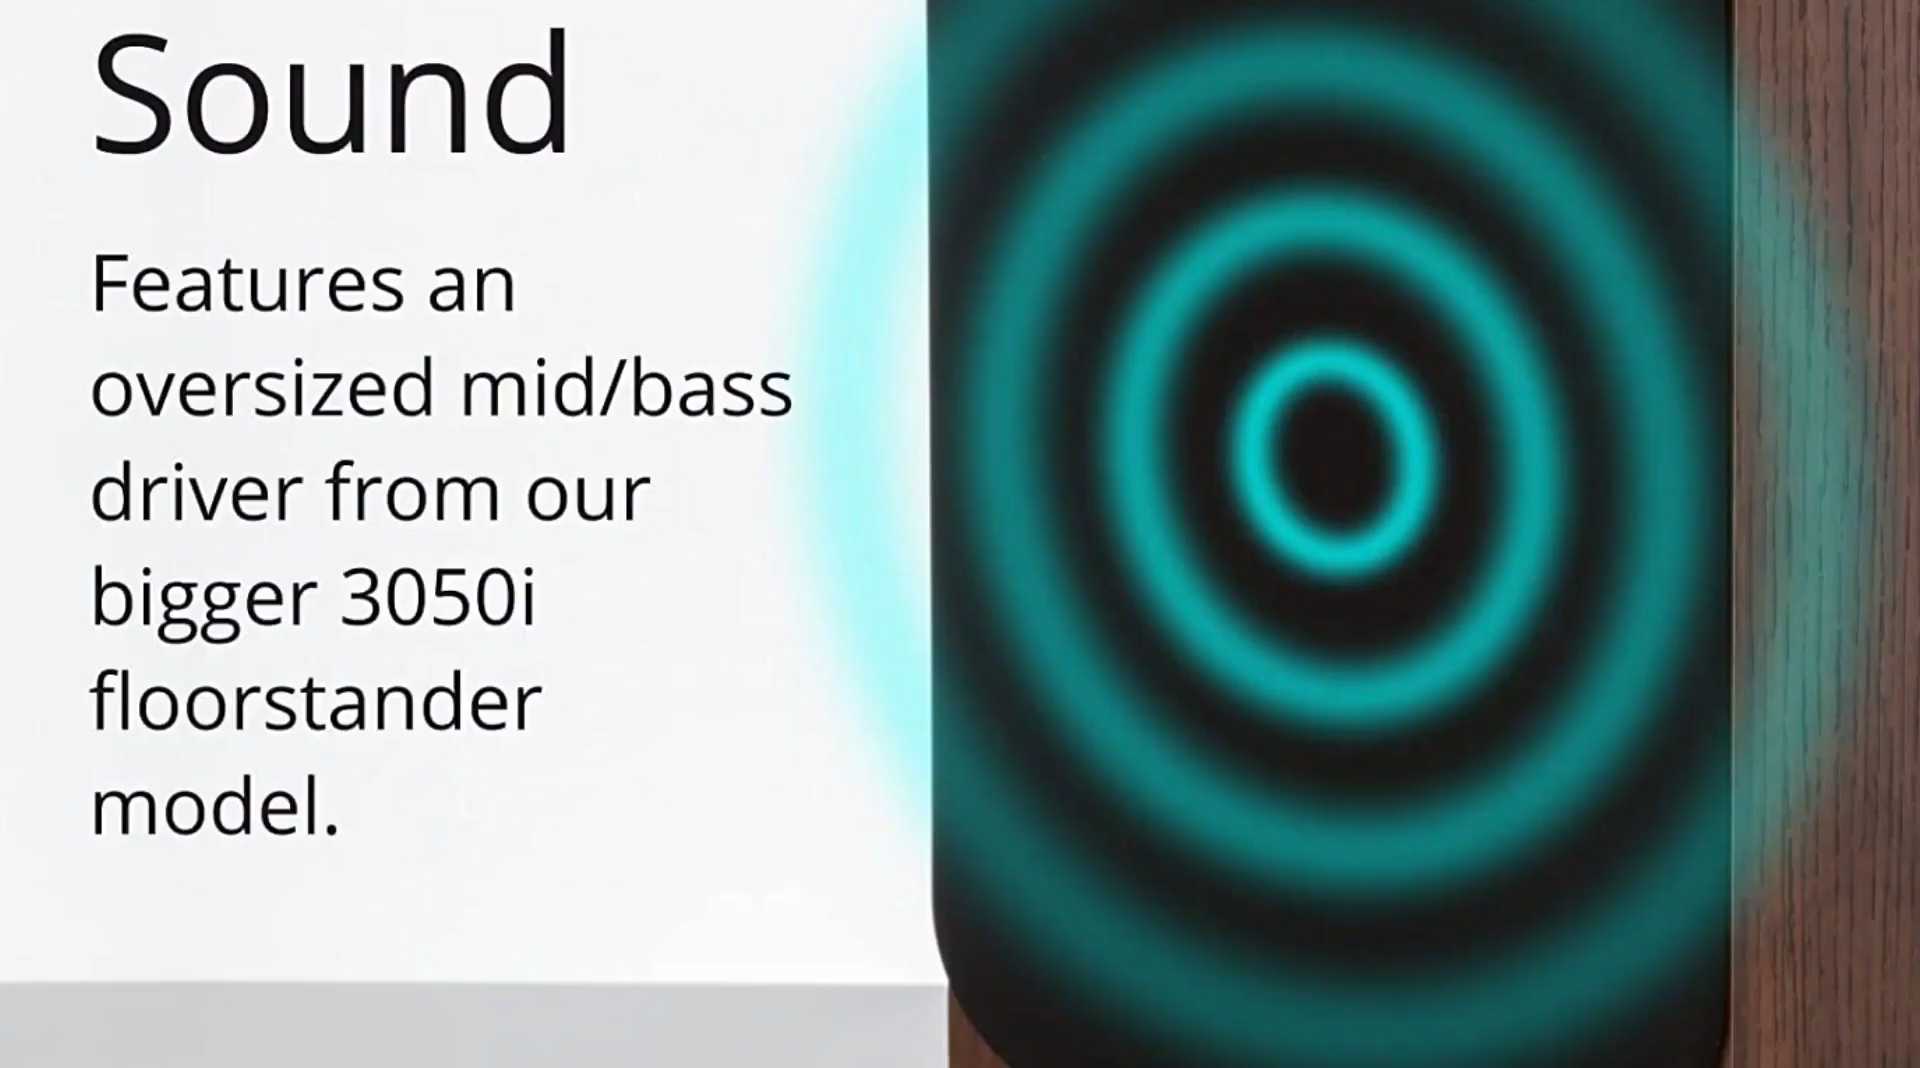 Sound
Features an
oversized mid/bass
driver from our
bigger 3050i
floorstander
model.